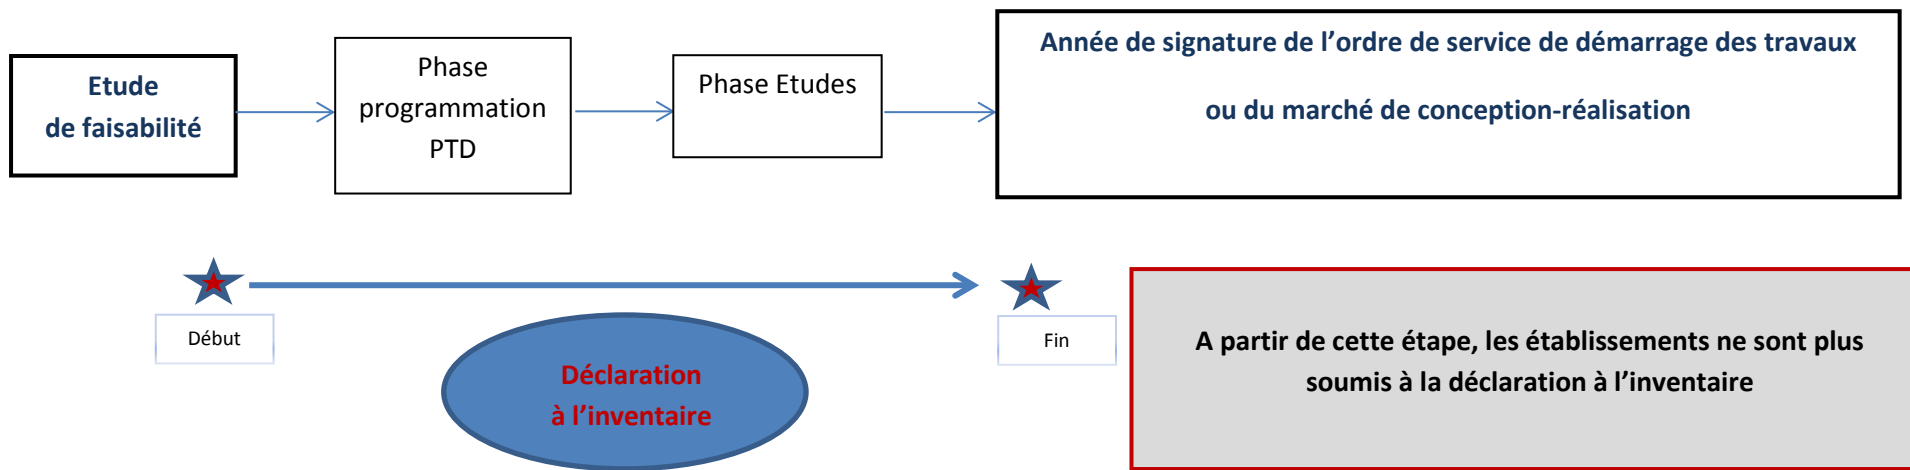 Etude
de faisabilité
Phase
programmation
PTD
Phase Etudes
Année de signature de l’ordre de service de démarrage des travaux
ou du marché de conception-réalisation
Début
Déclaration
à l’inventaire
Fin
A partir de cette étape, les établissements ne sont plus
soumis à la déclaration à l’inventaire